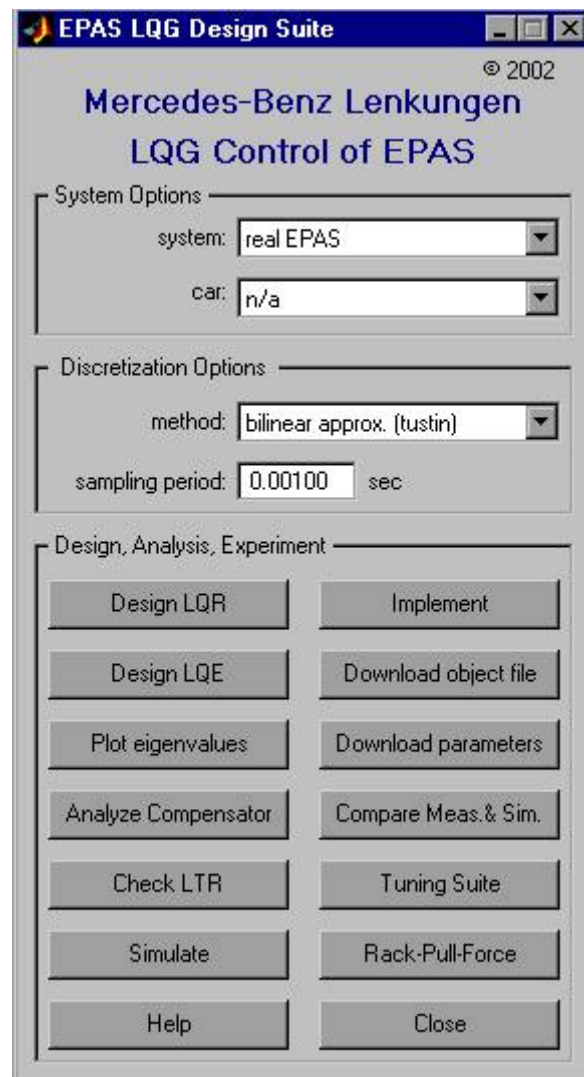 EPAS LQG Design Suite
© 2002
Mercedes-Benz Lenkungen
LQG Control of EPAS
System Options
system: real EPAS
car: n/a
Discretization Options
method: bilinear approx. (tustin)
sampling period: 0.00100 sec
Design, Analysis, Experiment
Design LQR Implement
Design LQE Download object file
Plot eigenvalues Download parameters
Analyze Compensator Compare Meas.& Sim.
Check LTR Tuning Suite
Simulate Rack-Pull-Force
Help Close